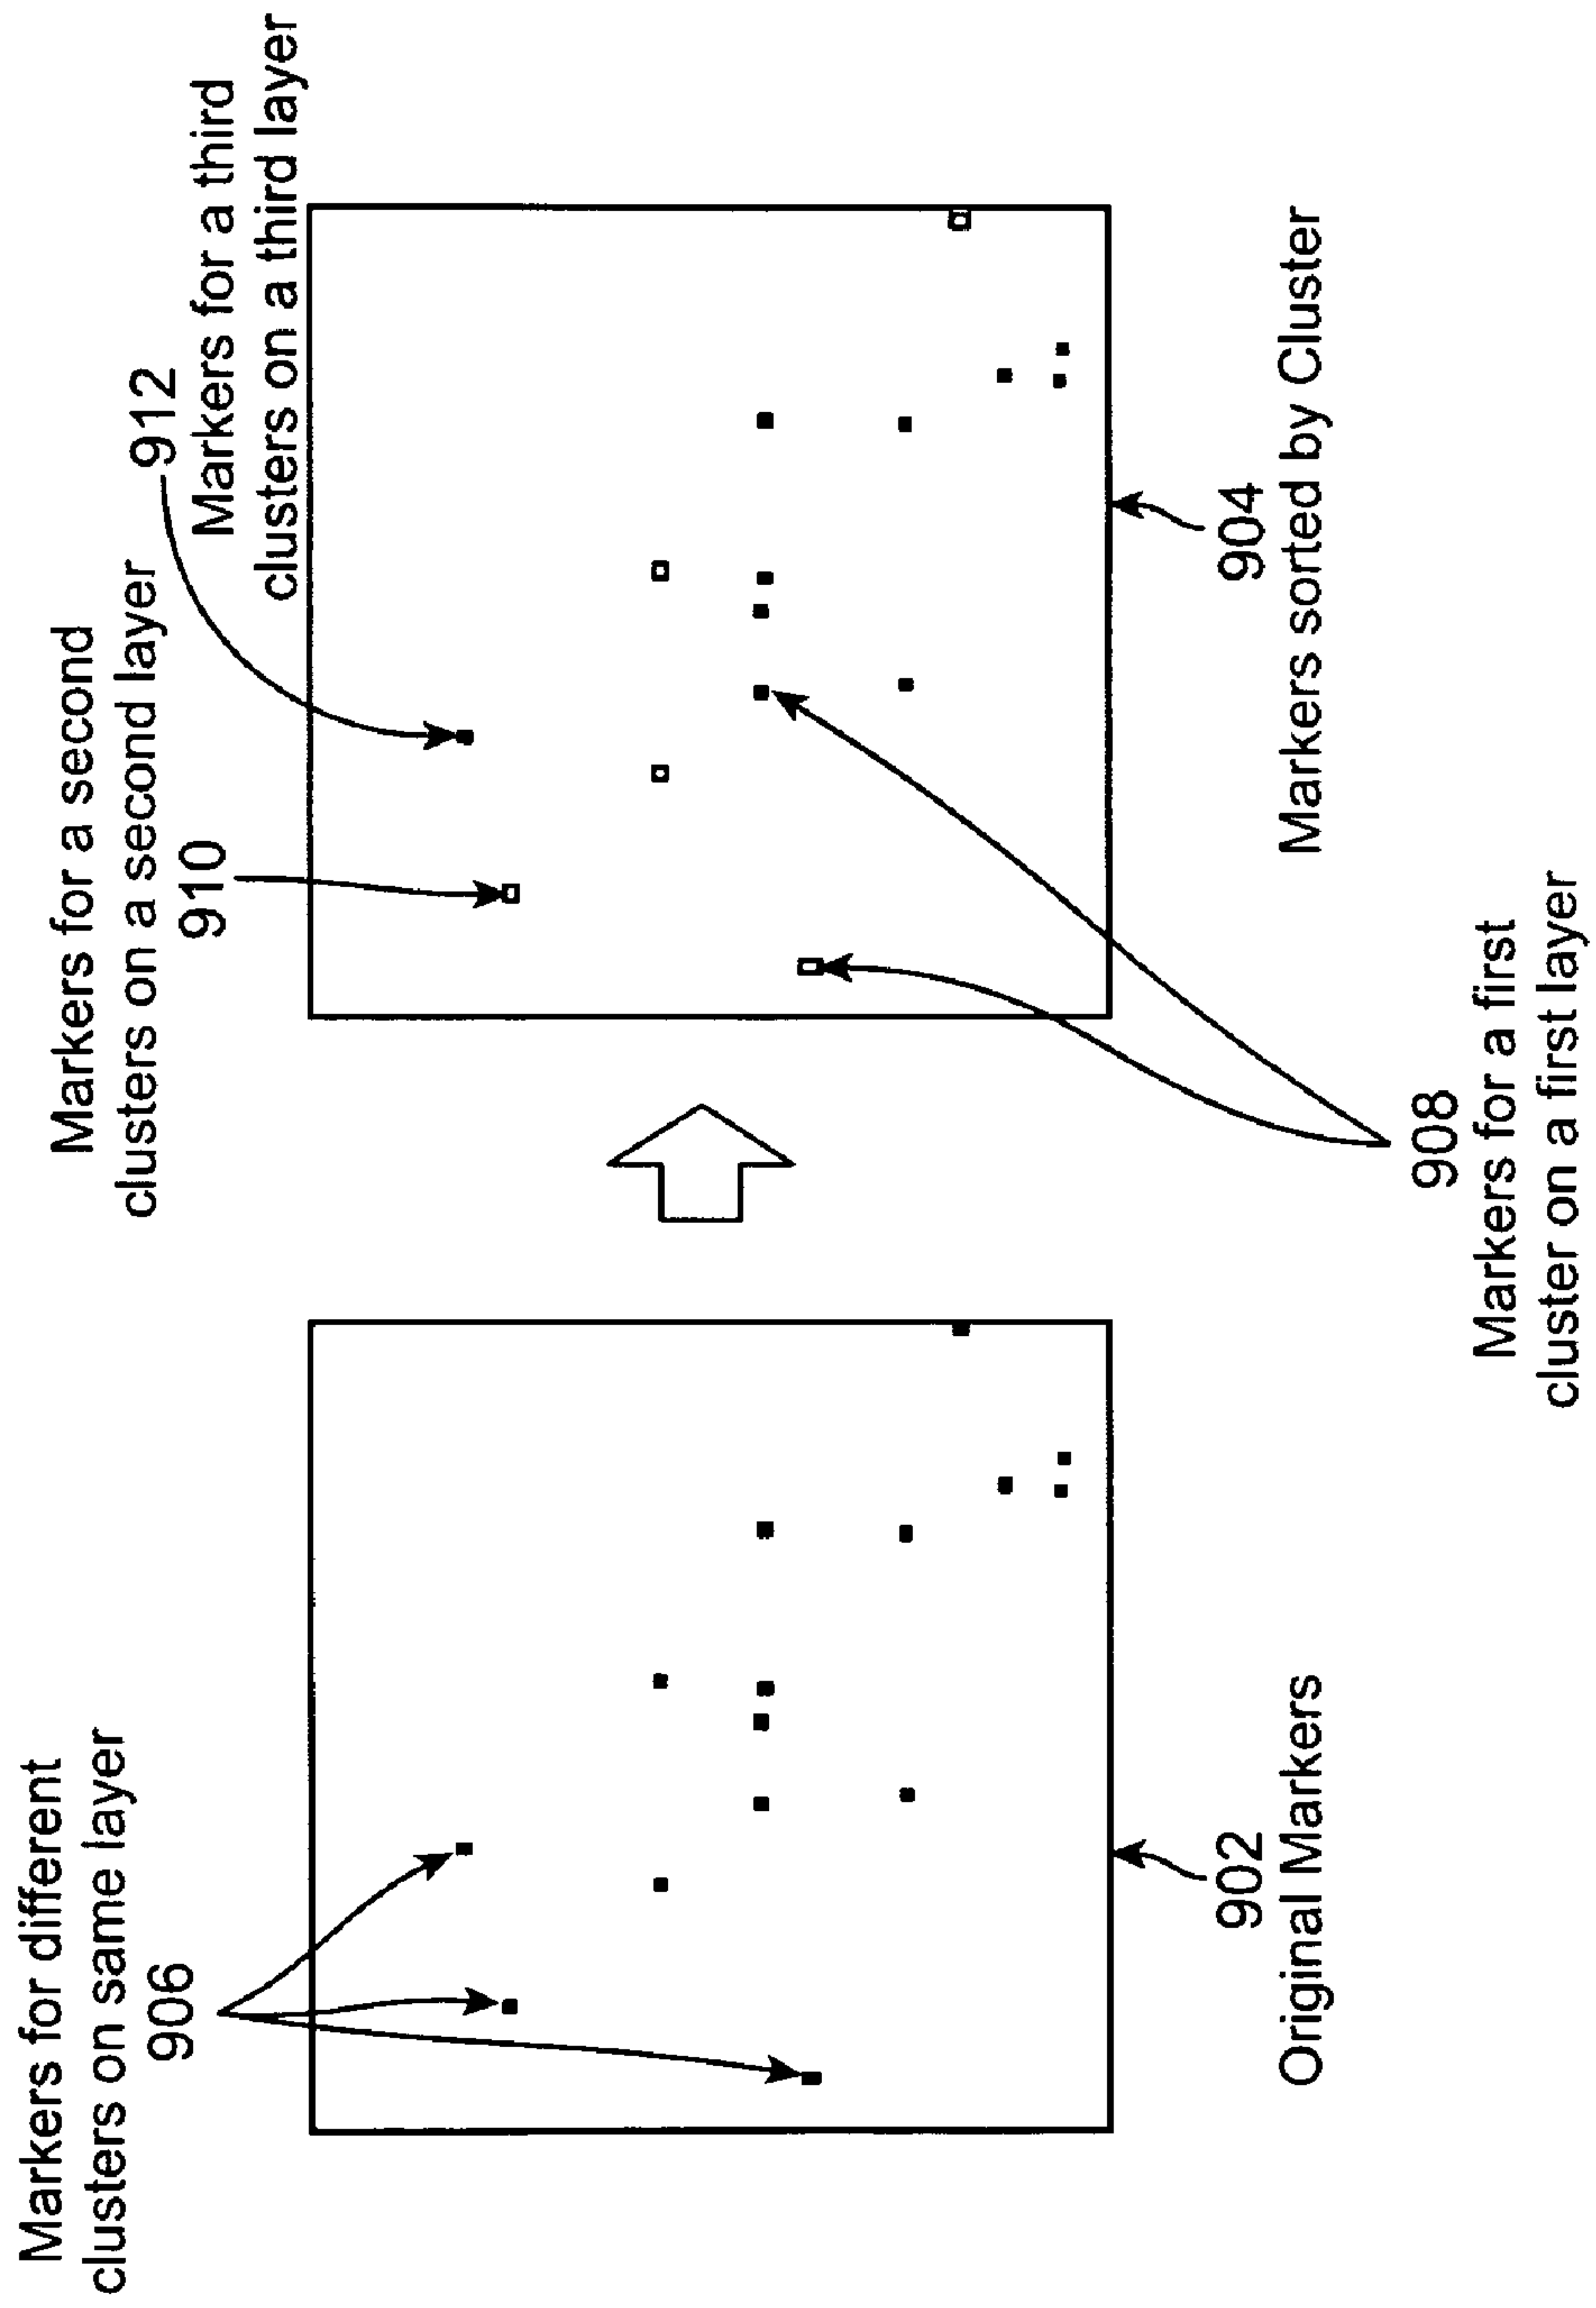 Markers for different
clusters on same layer
906
902
Original Markers
Markers for a second
clusters on a second layer
910
912
Markers for a third
clusters on a third layer
904
Markers sorted by Cluster
908
Markers for a first
cluster on a first layer